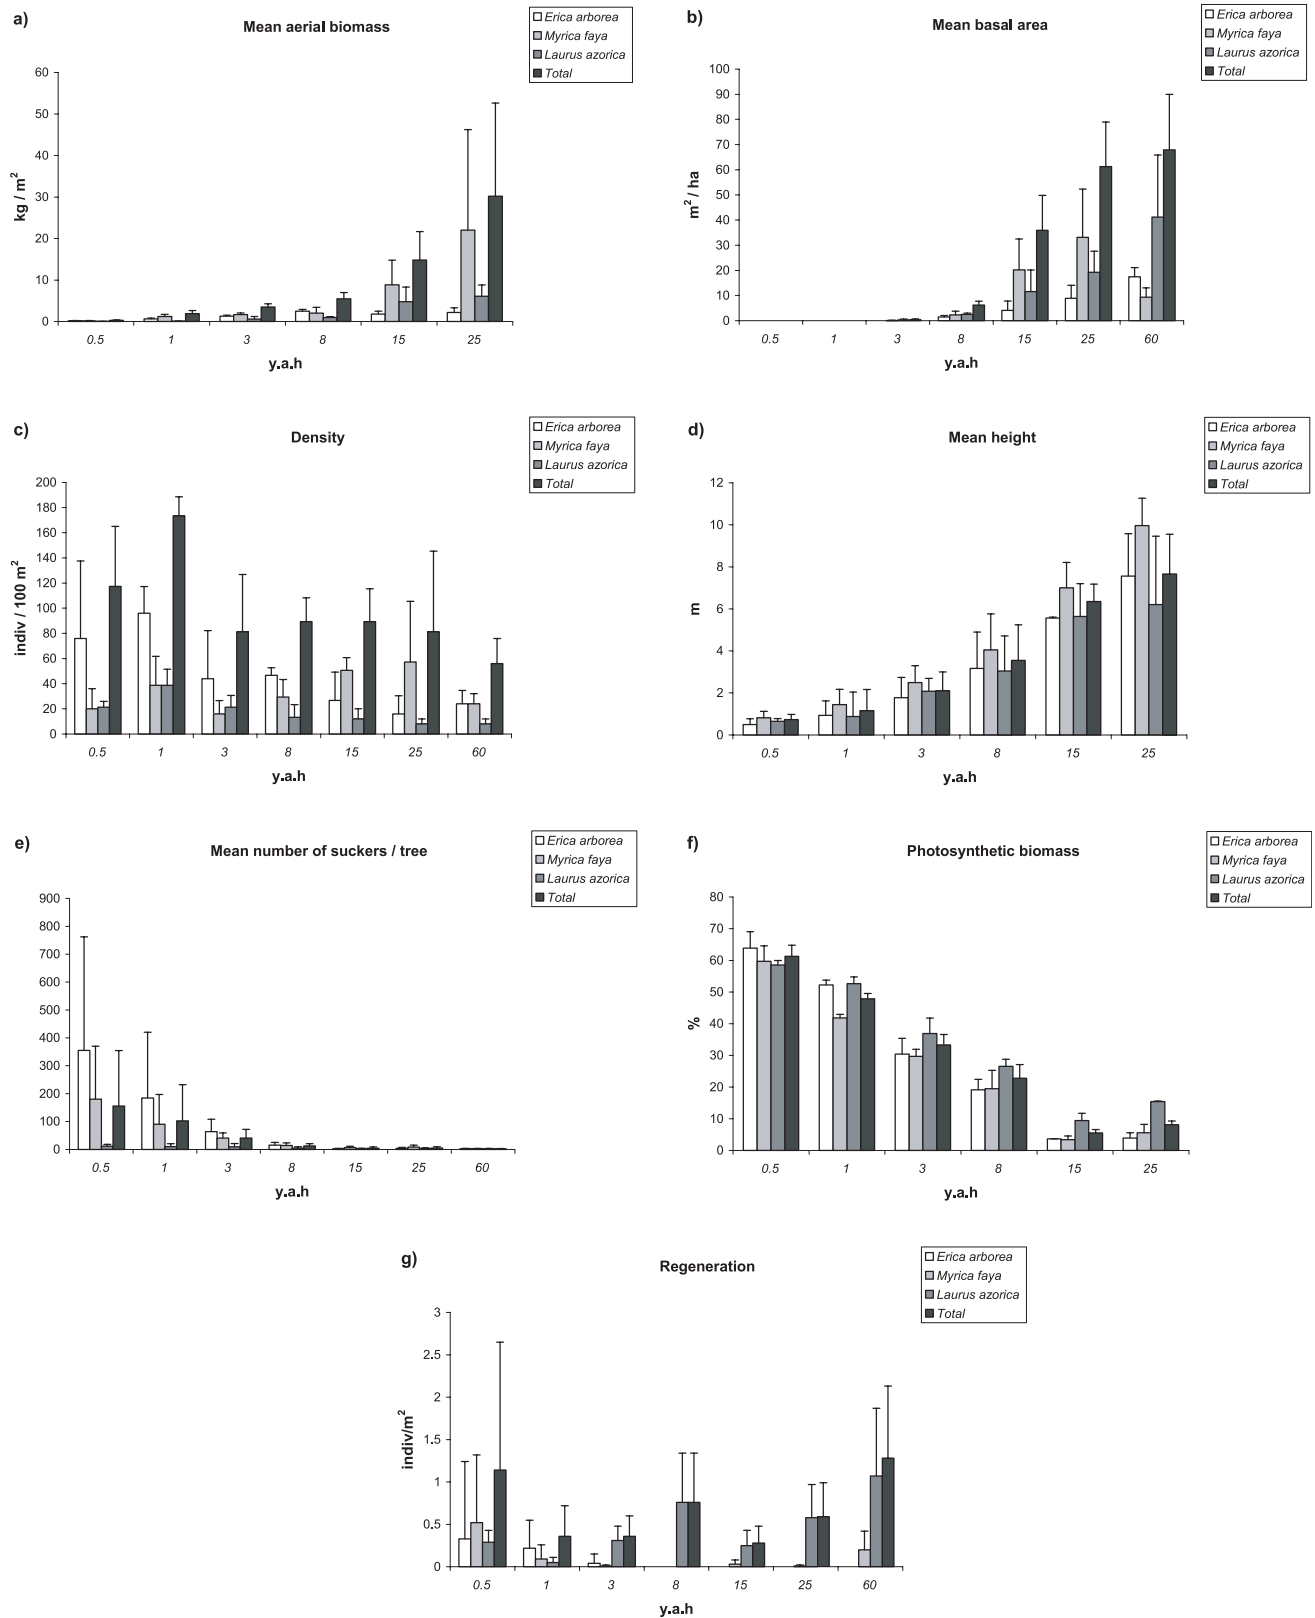 a)
Mean aerial biomass
Erica arborea
Myrica faya
Laurus azorica
Total
60
50
40
30
20
10
0
kg / m²
0.5 1 3 8 15 25
y.a.h
b)
Mean basal area
Erica arborea
Myrica faya
Laurus azorica
Total
100
90
80
70
60
50
40
30
20
10
0
m² / ha
0.5 1 3 8 15 25 60
y.a.h
c)
Density
Erica arborea
Myrica faya
Laurus azorica
Total
200
180
160
140
120
100
80
60
40
20
0
indiv / 100 m²
0.5 1 3 8 15 25 60
y.a.h
d)
Mean height
Erica arborea
Myrica faya
Laurus azorica
Total
12
10
8
6
4
2
0
m
0.5 1 3 8 15 25
y.a.h
e)
Mean number of suckers / tree
Erica arborea
Myrica faya
Laurus azorica
Total
900
800
700
600
500
400
300
200
100
0
0.5 1 3 8 15 25 60
y.a.h
f)
Photosynthetic biomass
Erica arborea
Myrica faya
Laurus azorica
Total
80
70
60
50
40
30
20
10
0
%
0.5 1 3 8 15 25
y.a.h
g)
Regeneration
Erica arborea
Myrica faya
Laurus azorica
Total
3
2.5
2
1.5
1
0.5
0
indiv/m²
0.5 1 3 8 15 25 60
y.a.h